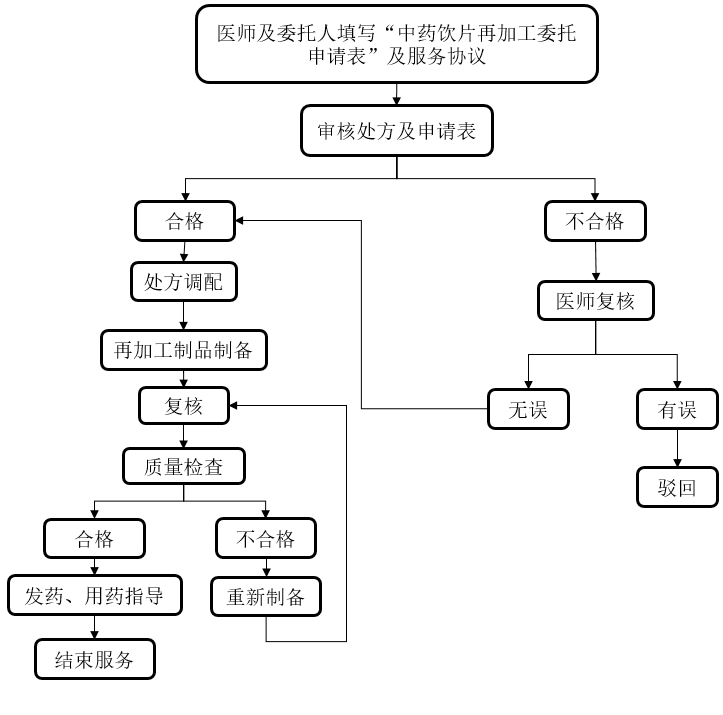 医师及委托人填写“中药饮片再加工委托
申请表”及服务协议
审核处方及申请表
合格
不合格
处方调配
医师复核
再加工制品制备
复核
无误
有误
质量检查
驳回
合格
不合格
发药、用药指导
重新制备
结束服务